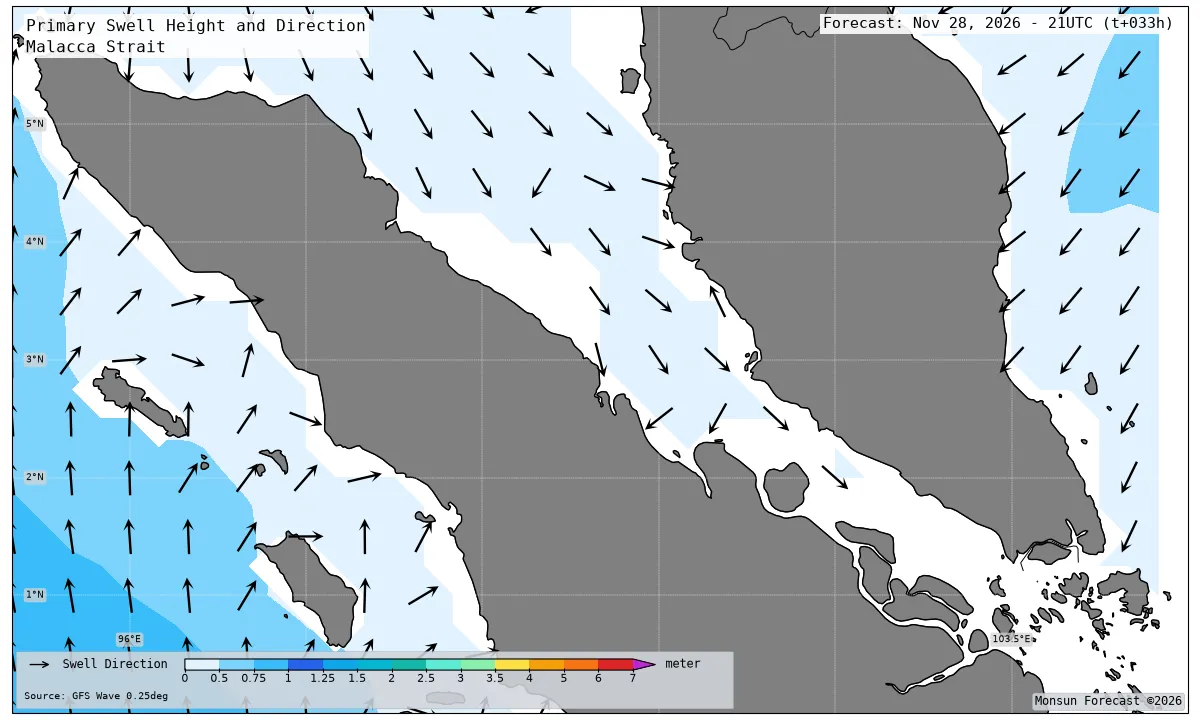 Primary Swell Height and Direction
Malacca Strait
Forecast: Nov 28, 2026 - 21UTC (t+033h)
5°N
4°N
3°N
2°N
1°N
96°E
103.5°E
Swell Direction
meter
0 0.5 0.75 1 1.25 1.5 2 2.5 3 3.5 4 5 6 7
Source: GFS Wave 0.25deg
Monsun Forecast ©2026